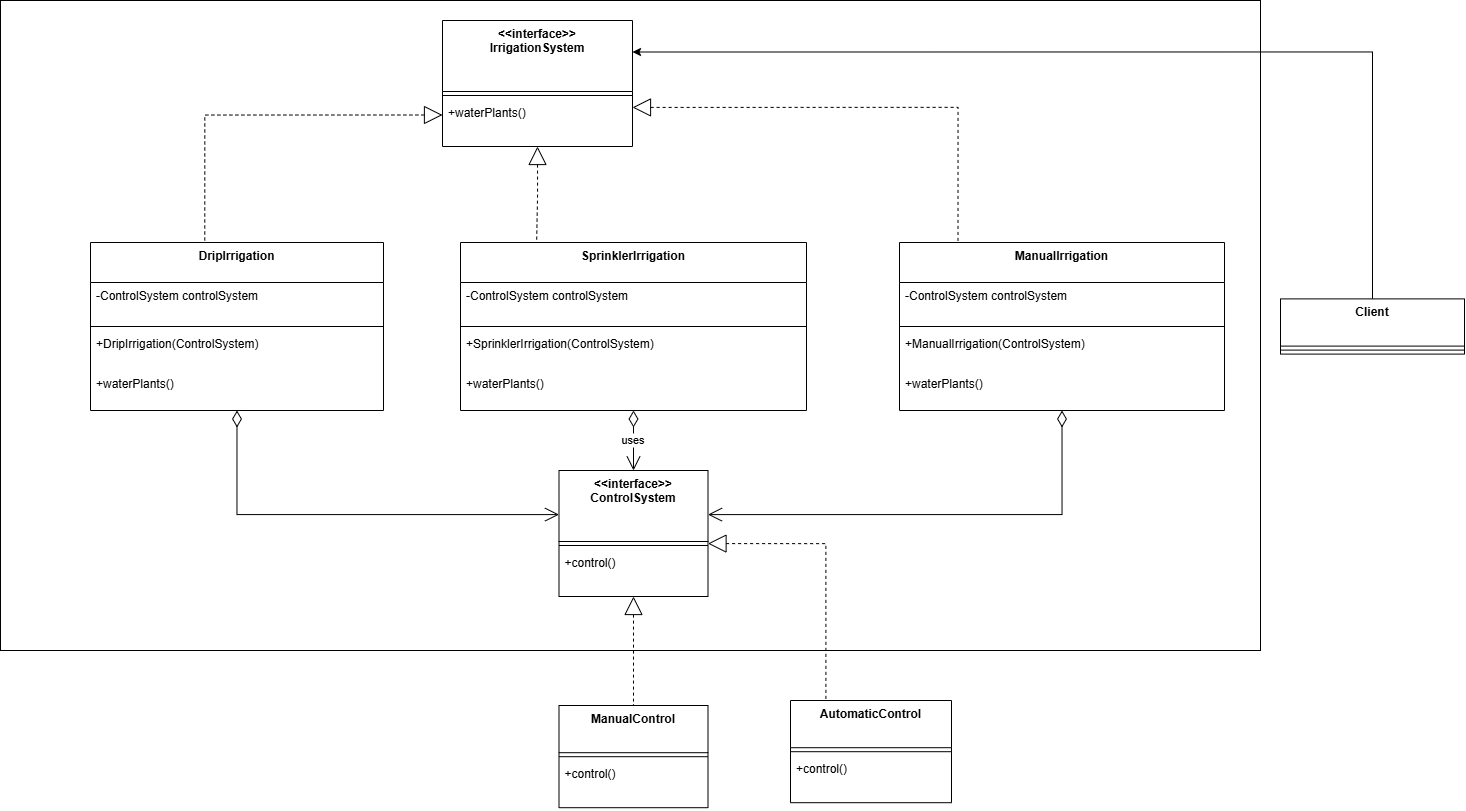 <<interface>>
IrrigationSystem
+waterPlants()
DripIrrigation
-ControlSystem controlSystem
+DripIrrigation(ControlSystem)
+waterPlants()
SprinklerIrrigation
-ControlSystem controlSystem
+SprinklerIrrigation(ControlSystem)
+waterPlants()
ManualIrrigation
-ControlSystem controlSystem
+ManualIrrigation(ControlSystem)
+waterPlants()
Client
uses
<<interface>>
ControlSystem
+control()
ManualControl
+control()
AutomaticControl
+control()